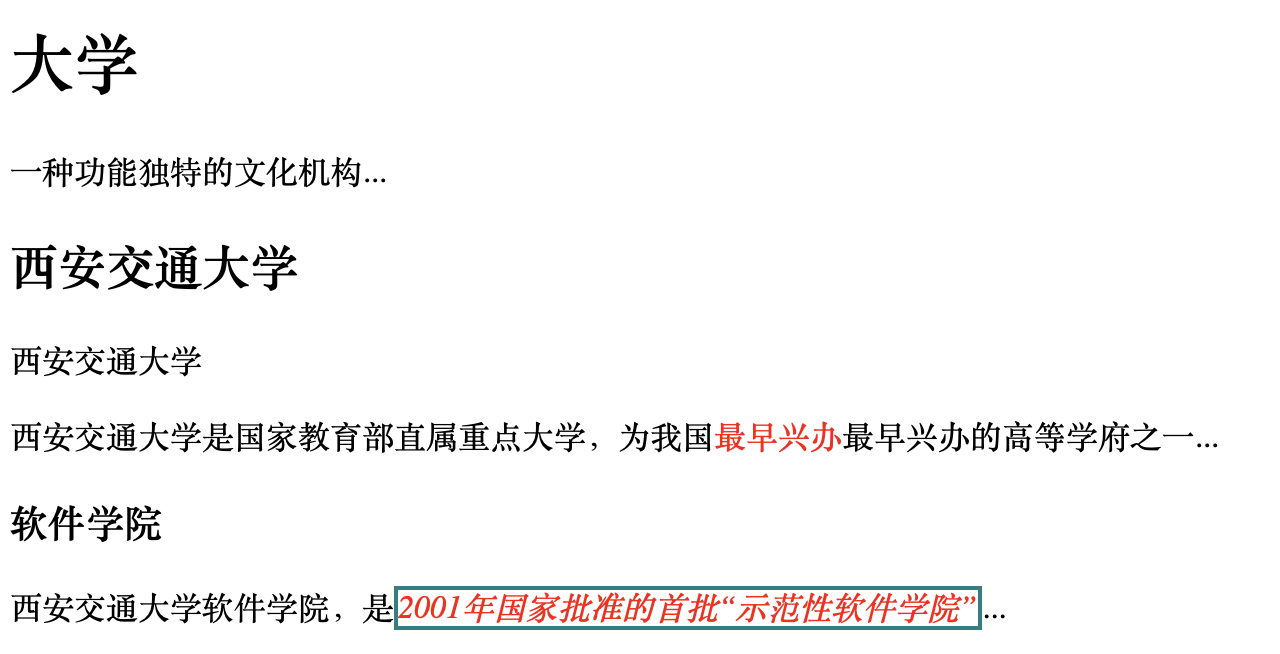 大学
一种功能独特的文化机构...
西安交通大学
西安交通大学
西安交通大学是国家教育部直属重点大学，为我国最早兴办最早兴办的高等学府之一...
软件学院
西安交通大学软件学院，是2001年国家批准的首批“示范性软件学院”...